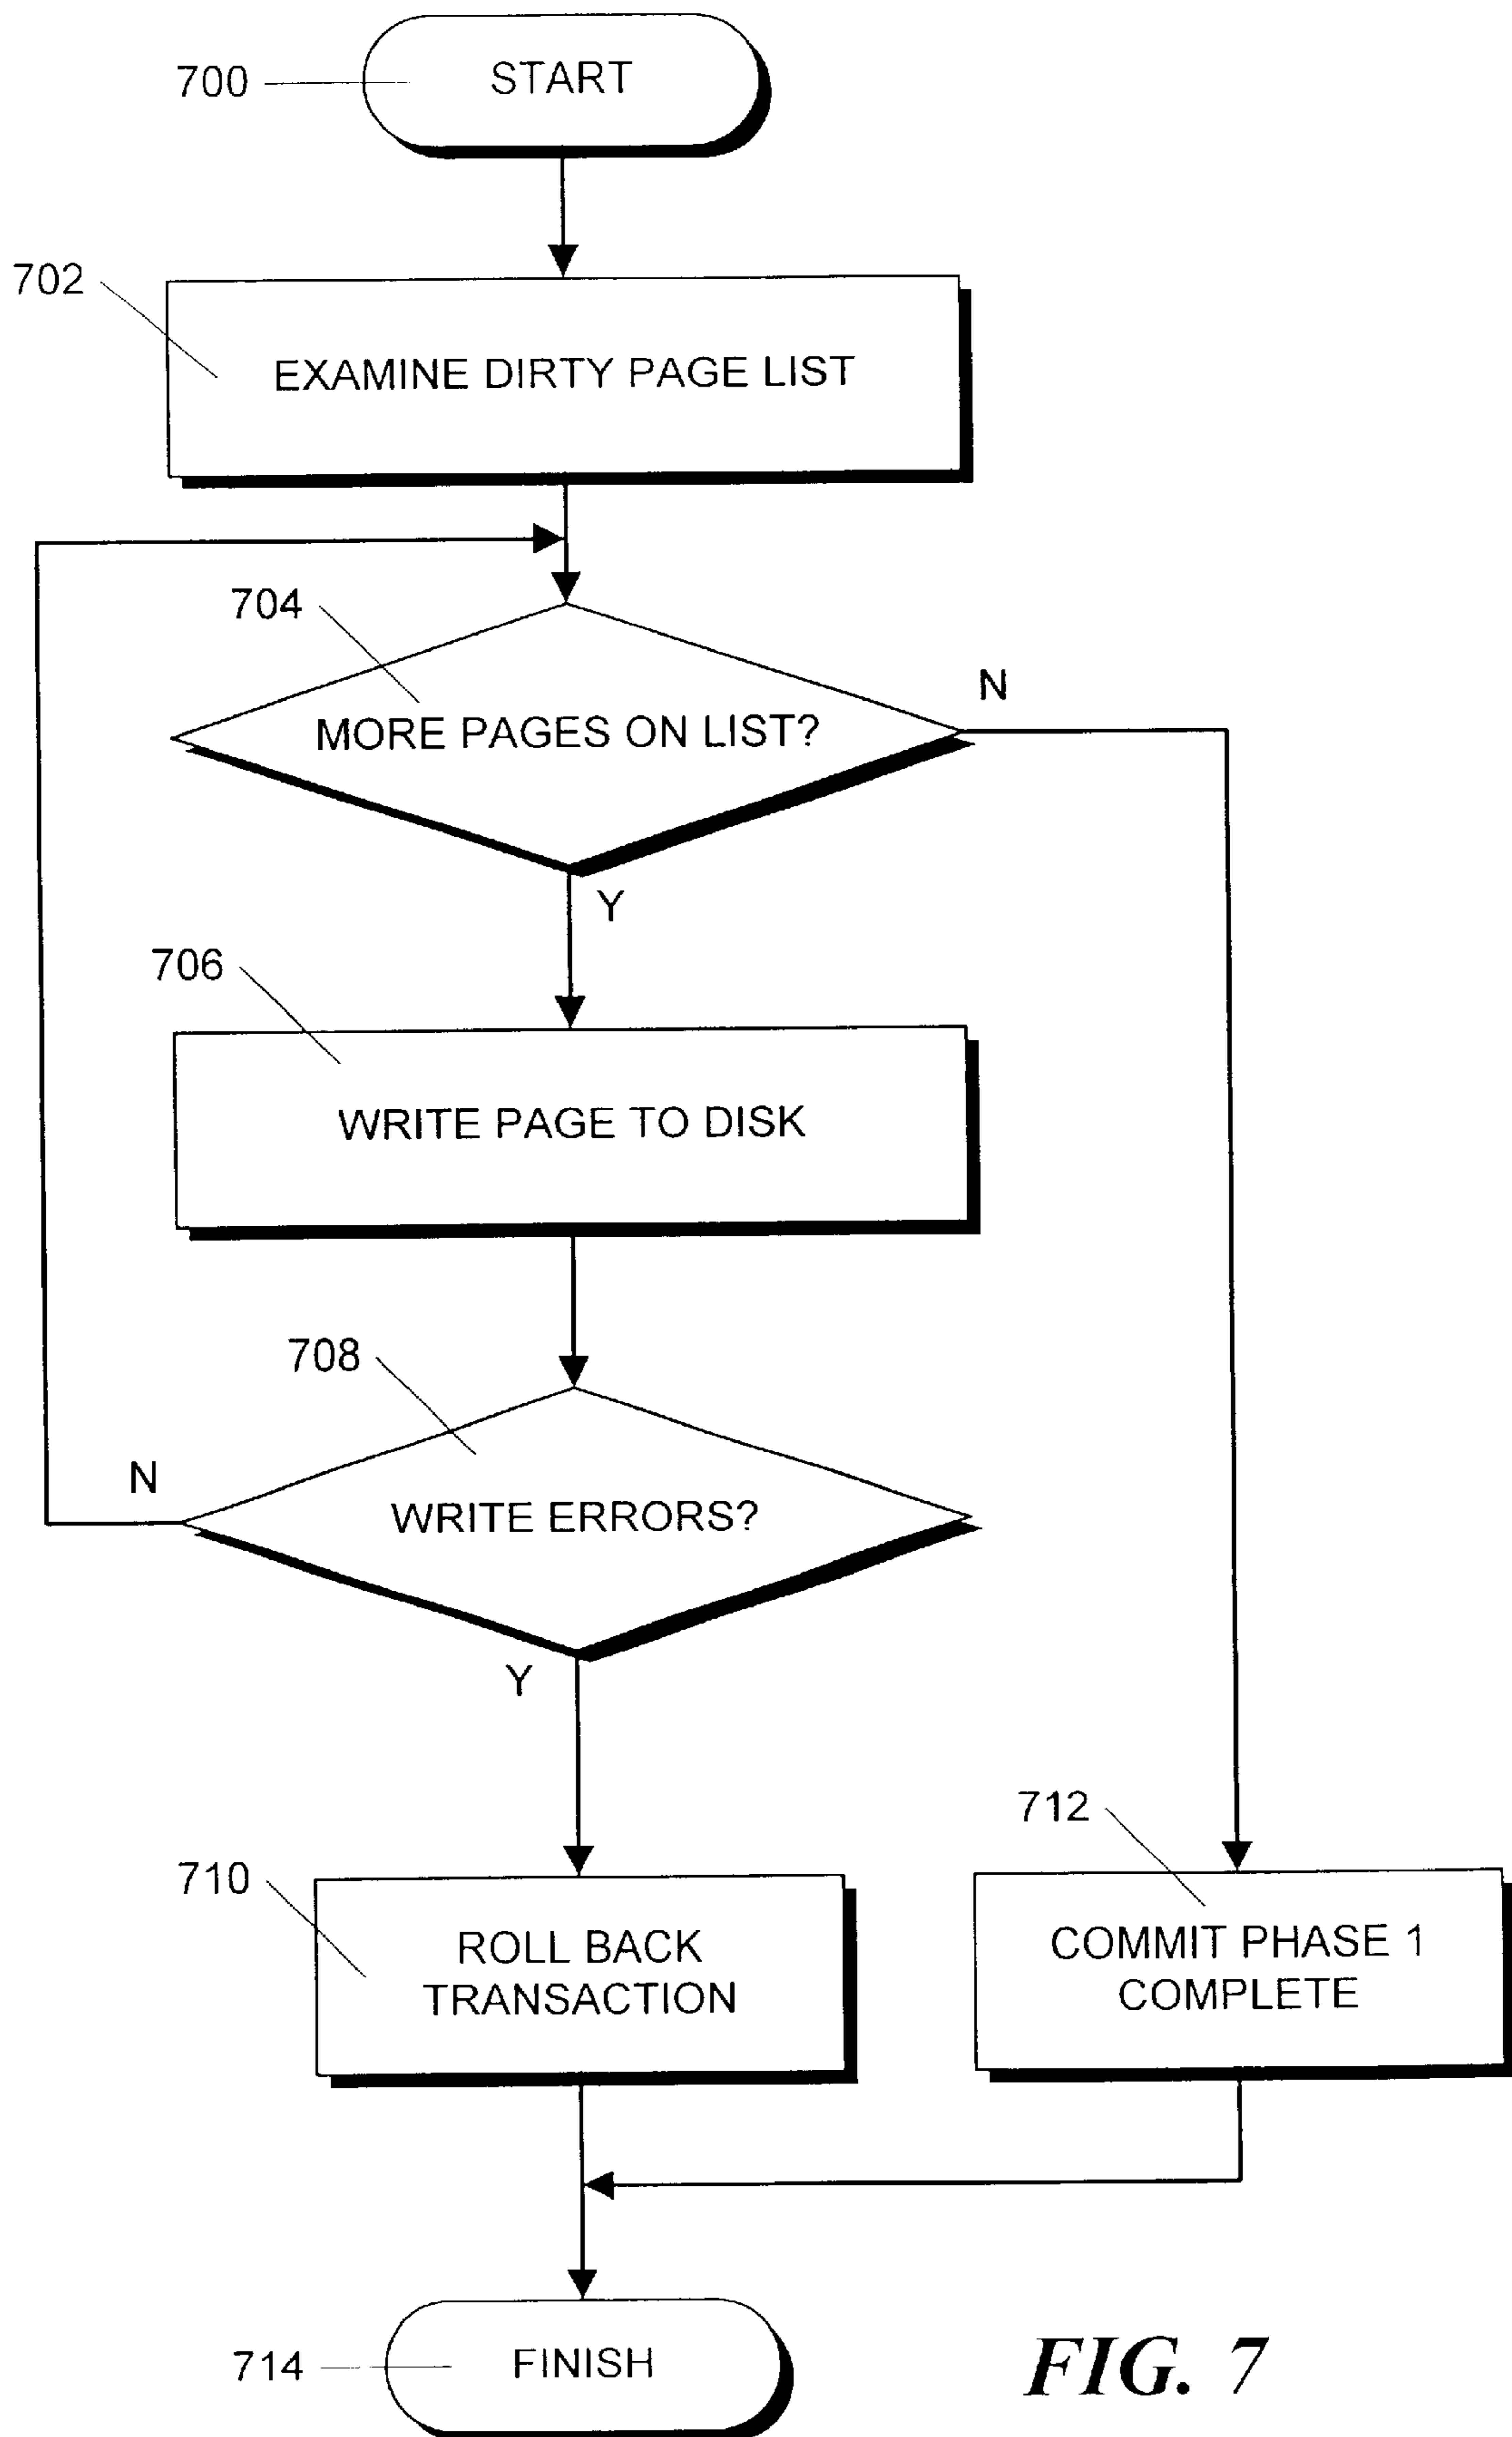 700
START
702
EXAMINE DIRTY PAGE LIST
704
MORE PAGES ON LIST?
N
Y
706
WRITE PAGE TO DISK
708
WRITE ERRORS?
N
Y
710
ROLL BACK
TRANSACTION
712
COMMIT PHASE 1
COMPLETE
714
FINISH
FIG. 7